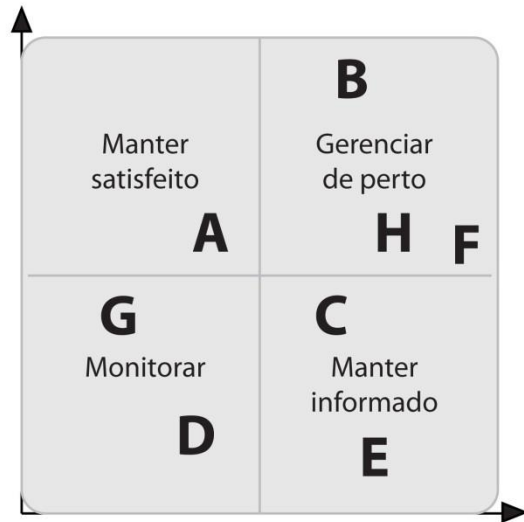 B
Manter
satisfeito
Gerenciar
de perto
A
H
F
G
C
Monitorar
Manter
informado
D
E